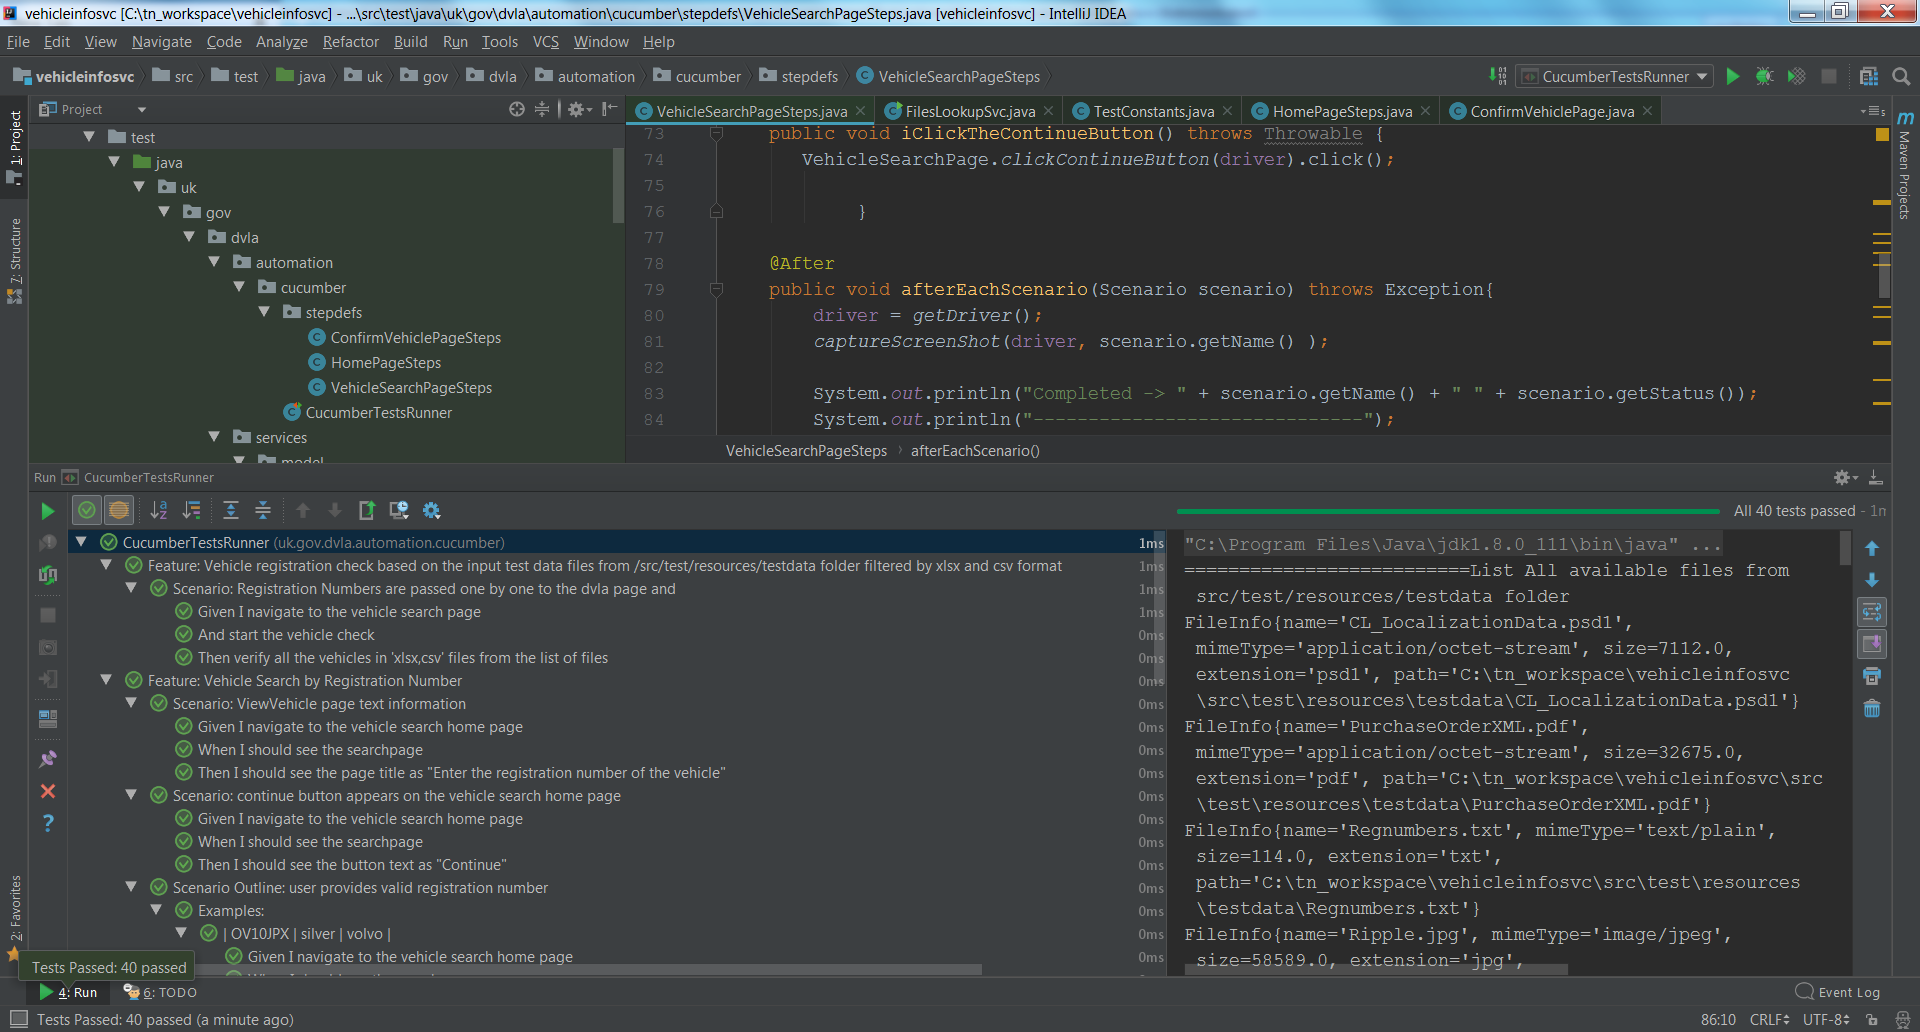 vehicleinfosvc [C:\tn_workspace\vehicleinfosvc] - ...\src\test\java\uk\gov\dvla\automation\cucumber\stepdefs\VehicleSearchPageSteps.java [vehicleinfosvc] - IntelliJ IDEA
File Edit View Navigate Code Analyze Refactor Build Run Tools VCS Window Help
vehicleinfosvc src test java uk gov dvla automation cucumber stepdefs VehicleSearchPageSteps CucumberTestsRunner
Project
VehicleSearchPageSteps.java FilesLookupSvc.java TestConstants.java HomePageSteps.java ConfirmVehiclePage.java
1: Project
7: Structure
2: Favorites
Maven Projects
test
java
uk
gov
dvla
automation
cucumber
stepdefs
ConfirmVehiclePageSteps
HomePageSteps
VehicleSearchPageSteps
CucumberTestsRunner
services
model
73 public void iClickTheContinueButton() throws Throwable {
74 VehicleSearchPage.clickContinueButton(driver).click();
75
76 }
77
78 @After
79 public void afterEachScenario(Scenario scenario) throws Exception{
80 driver = getDriver();
81 captureScreenShot(driver, scenario.getName() );
82
83 System.out.println("Completed -> " + scenario.getName() + " " + scenario.getStatus());
84 System.out.println("------------------------------");
VehicleSearchPageSteps › afterEachScenario()
Run CucumberTestsRunner
All 40 tests passed - 1m
CucumberTestsRunner (uk.gov.dvla.automation.cucumber) 1ms
Feature: Vehicle registration check based on the input test data files from /src/test/resources/testdata folder filtered by xlsx and csv format 1ms
Scenario: Registration Numbers are passed one by one to the dvla page and 1ms
Given I navigate to the vehicle search page 1ms
And start the vehicle check 0ms
Then verify all the vehicles in 'xlsx,csv' files from the list of files 0ms
Feature: Vehicle Search by Registration Number 0ms
Scenario: ViewVehicle page text information 0ms
Given I navigate to the vehicle search home page 0ms
When I should see the searchpage 0ms
Then I should see the page title as "Enter the registration number of the vehicle" 0ms
Scenario: continue button appears on the vehicle search home page 0ms
Given I navigate to the vehicle search home page 0ms
When I should see the searchpage 0ms
Then I should see the button text as "Continue" 0ms
Scenario Outline: user provides valid registration number 0ms
Examples: 0ms
| OV10JPX | silver | volvo | 0ms
Given I navigate to the vehicle search home page 0ms
"C:\Program Files\Java\jdk1.8.0_111\bin\java" ...
==========================List All available files from
src/test/resources/testdata folder
FileInfo{name='CL_LocalizationData.psd1',
mimeType='application/octet-stream', size=7112.0,
extension='psd1', path='C:\tn_workspace\vehicleinfosvc
\src\test\resources\testdata\CL_LocalizationData.psd1'}
FileInfo{name='PurchaseOrderXML.pdf',
mimeType='application/octet-stream', size=32675.0,
extension='pdf', path='C:\tn_workspace\vehicleinfosvc\src
\test\resources\testdata\PurchaseOrderXML.pdf'}
FileInfo{name='Regnumbers.txt', mimeType='text/plain',
size=114.0, extension='txt',
path='C:\tn_workspace\vehicleinfosvc\src\test\resources
\testdata\Regnumbers.txt'}
FileInfo{name='Ripple.jpg', mimeType='image/jpeg',
size=58589.0, extension='jpg',
Tests Passed: 40 passed
4: Run 6: TODO Event Log
Tests Passed: 40 passed (a minute ago) 86:10 CRLF UTF-8